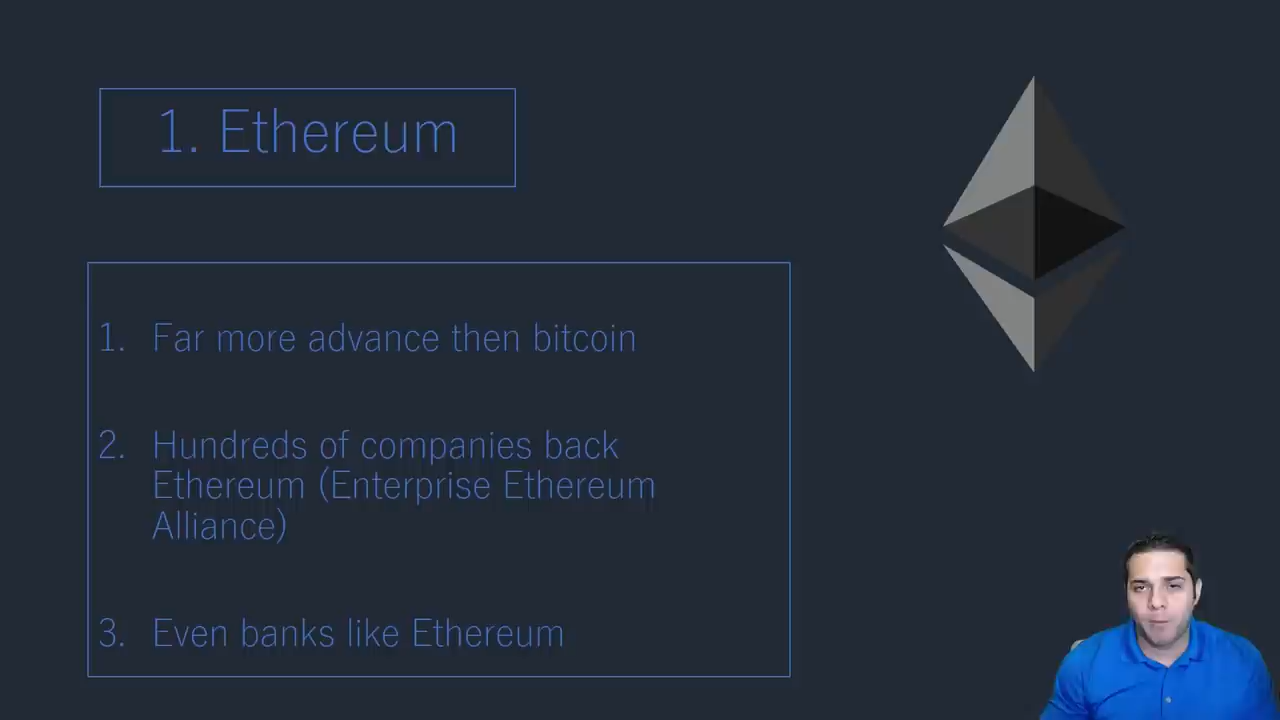 1. Ethereum
1. Far more advance then bitcoin
2. Hundreds of companies back
Ethereum (Enterprise Ethereum
Alliance)
3. Even banks like Ethereum